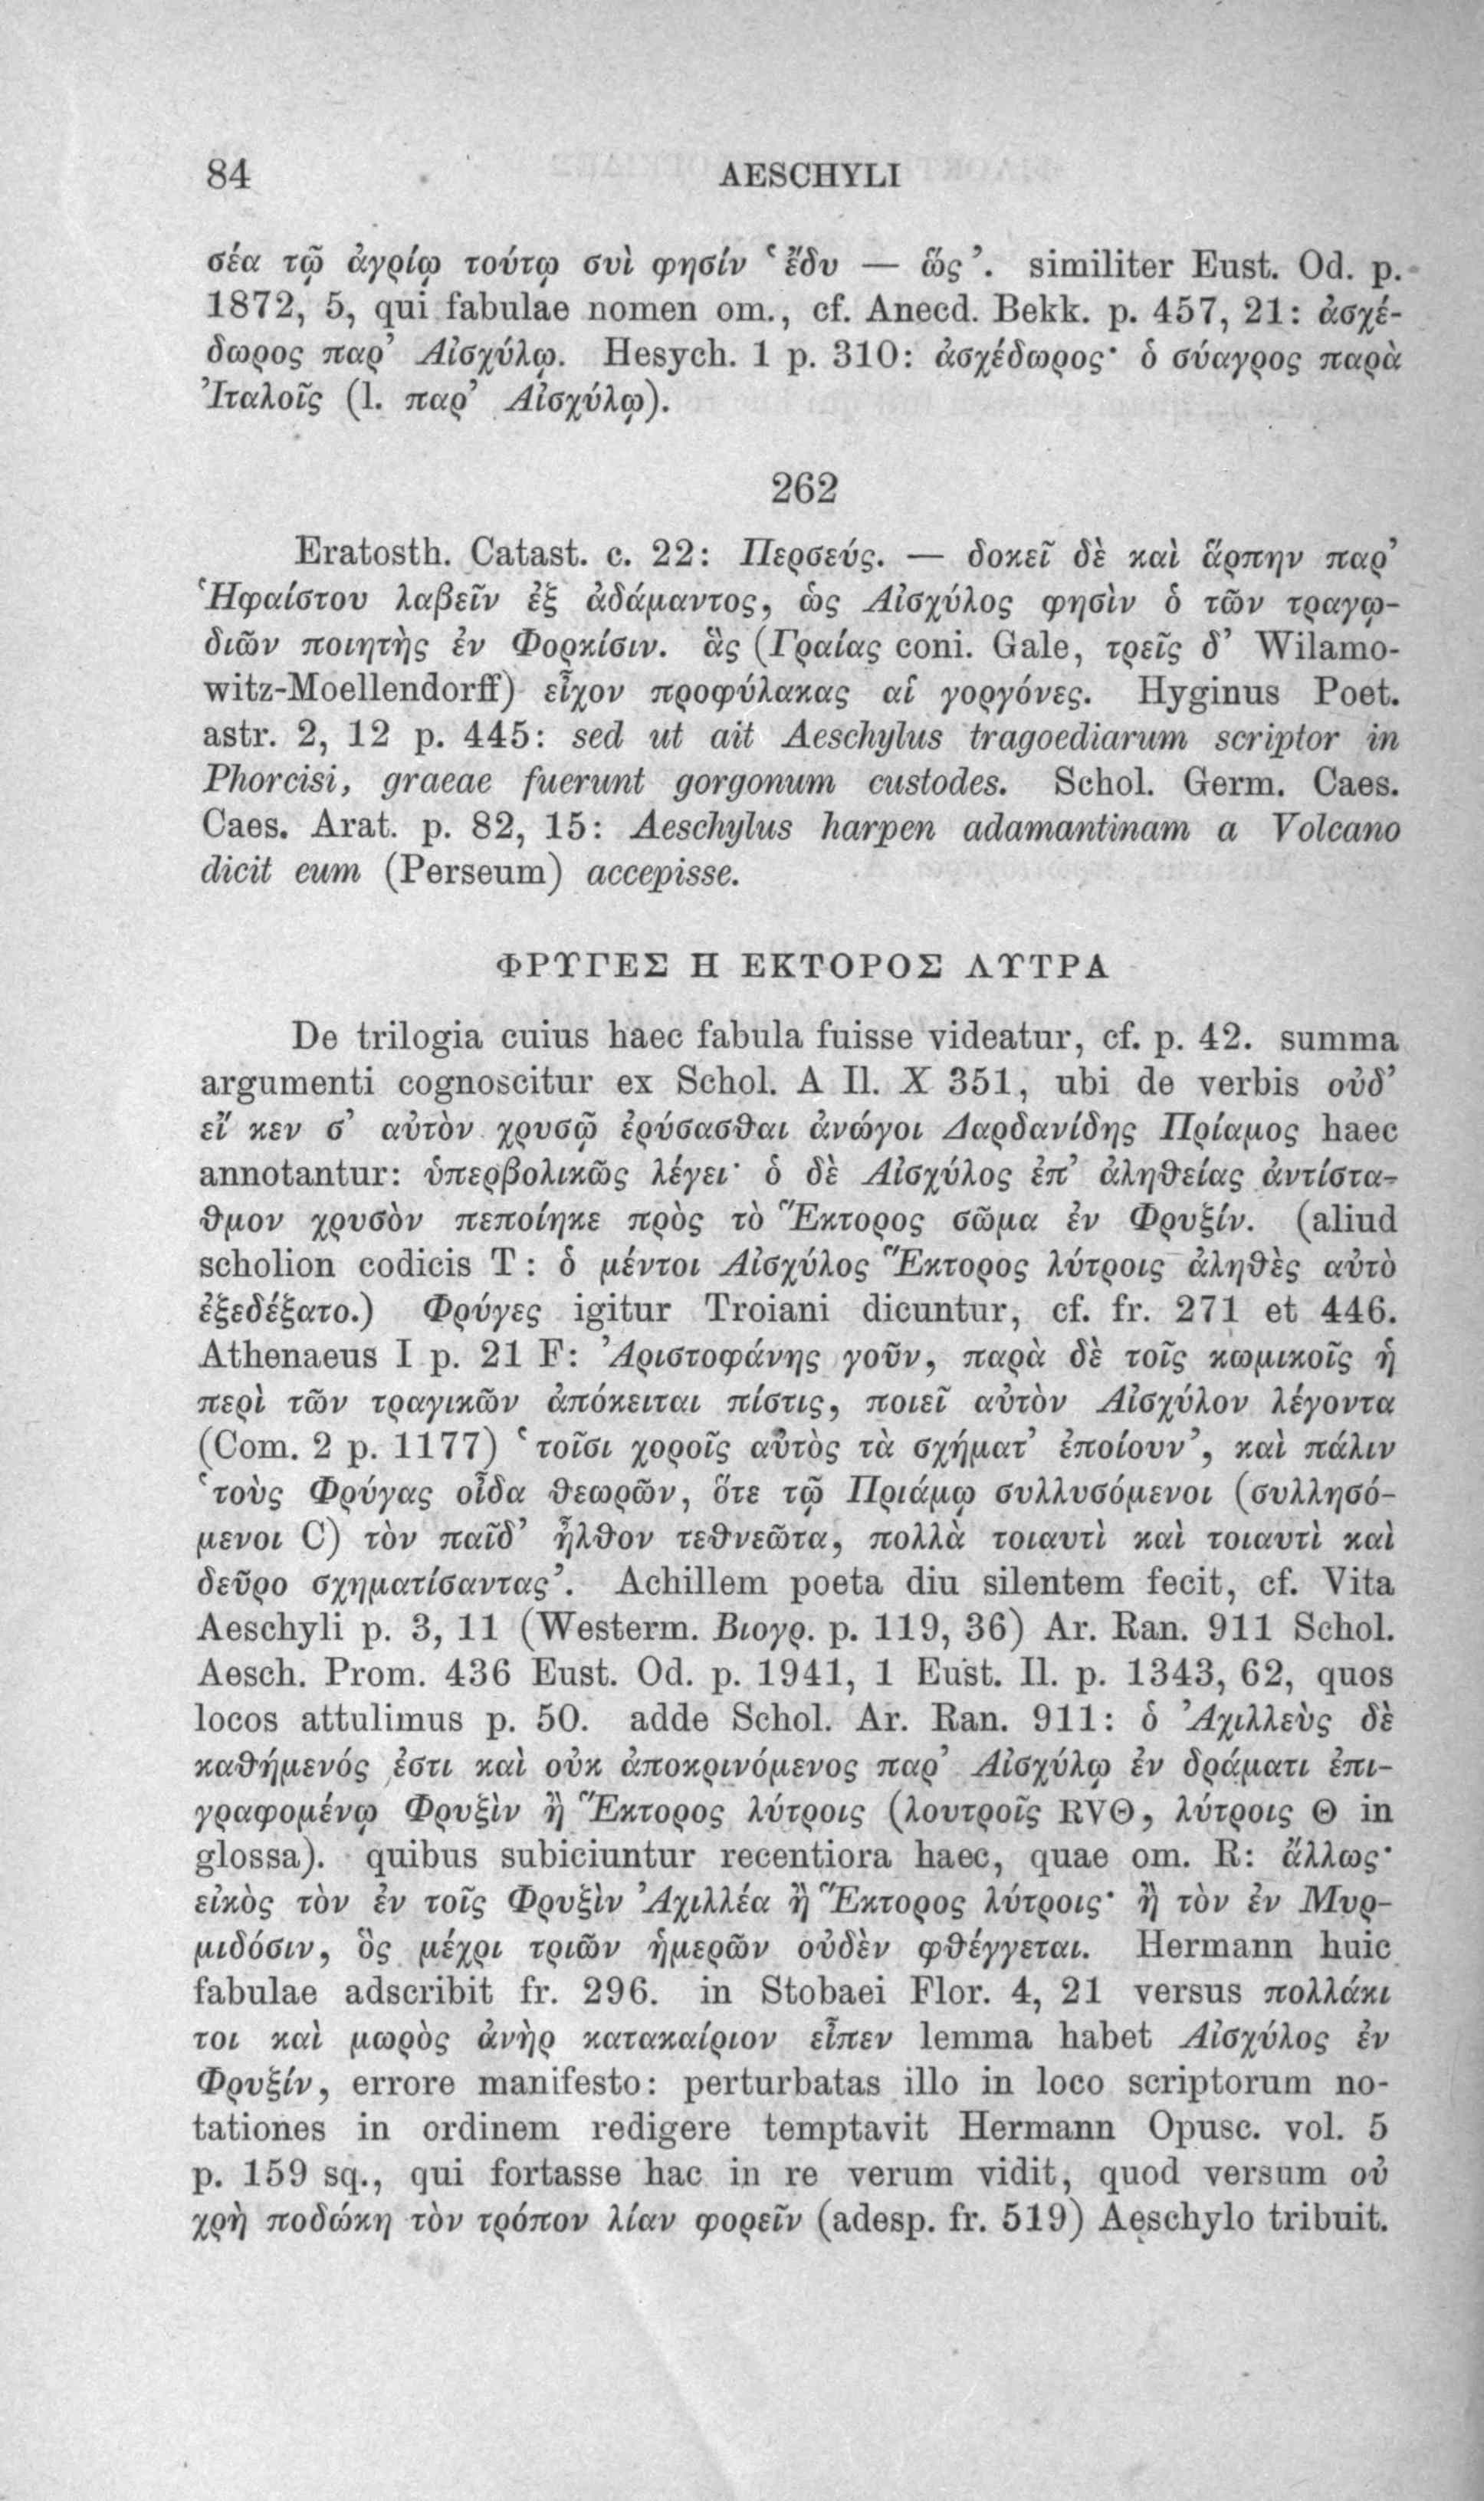 84 AESCHYLI
σέα τῷ ἀγρίῳ τούτῳ συὶ φησίν ‘ἔδυ — ὥς’. similiter Eust. Od. p.
1872, 5, qui fabulae nomen om., cf. Anecd. Bekk. p. 457, 21: ἀσχέ-
δωρος παρ’ Αἰσχύλῳ. Hesych. 1 p. 310: ἀσχέδωρος· ὁ σύαγρος παρὰ
Ἰταλοῖς (l. παρ’ Αἰσχύλῳ).
262
Eratosth. Catast. c. 22: Περσεύς. — δοκεῖ δὲ καὶ ἅρπην παρ’
Ἡφαίστου λαβεῖν ἐξ ἀδάμαντος, ὡς Αἰσχύλος φησὶν ὁ τῶν τραγῳ-
διῶν ποιητὴς ἐν Φορκίσιν. ἃς (Γραίας coni. Gale, τρεῖς δ’ Wilamo-
witz-Moellendorff) εἶχον προφύλακας αἱ γοργόνες. Hyginus Poet.
astr. 2, 12 p. 445: sed ut ait Aeschylus tragoediarum scriptor in
Phorcisi, graeae fuerunt gorgonum custodes. Schol. Germ. Caes.
Caes. Arat. p. 82, 15: Aeschylus harpen adamantinam a Volcano
dicit eum (Perseum) accepisse.
ΦΡΥΓΕΣ Η ΕΚΤΟΡΟΣ ΛΥΤΡΑ
De trilogia cuius haec fabula fuisse videatur, cf. p. 42. summa
argumenti cognoscitur ex Schol. A Il. X 351, ubi de verbis οὐδ’
εἴ κεν σ’ αὐτὸν χρυσῷ ἐρύσασθαι ἀνώγοι Δαρδανίδης Πρίαμος haec
annotantur: ὑπερβολικῶς λέγει· ὁ δὲ Αἰσχύλος ἐπ’ ἀληθείας ἀντίστα-
θμον χρυσὸν πεποίηκε πρὸς τὸ Ἕκτορος σῶμα ἐν Φρυξίν. (aliud
scholion codicis T : ὁ μέντοι Αἰσχύλος Ἕκτορος λύτροις ἀληθὲς αὐτὸ
ἐξεδέξατο.) Φρύγες igitur Troiani dicuntur, cf. fr. 271 et 446.
Athenaeus I p. 21 F: Ἀριστοφάνης γοῦν, παρὰ δὲ τοῖς κωμικοῖς ἡ
περὶ τῶν τραγικῶν ἀπόκειται πίστις, ποιεῖ αὐτὸν Αἰσχύλον λέγοντα
(Com. 2 p. 1177) ‘τοῖσι χοροῖς αὐτὸς τὰ σχήματ’ ἐποίουν’, καὶ πάλιν
‘τοὺς Φρύγας οἶδα θεωρῶν, ὅτε τῷ Πριάμῳ συλλυσόμενοι (συλλησό-
μενοι C) τὸν παῖδ’ ἦλθον τεθνεῶτα, πολλὰ τοιαυτὶ καὶ τοιαυτὶ καὶ
δεῦρο σχηματίσαντας’. Achillem poeta diu silentem fecit, cf. Vita
Aeschyli p. 3, 11 (Westerm. Βιογρ. p. 119, 36) Ar. Ran. 911 Schol.
Aesch. Prom. 436 Eust. Od. p. 1941, 1 Eust. Il. p. 1343, 62, quos
locos attulimus p. 50. adde Schol. Ar. Ran. 911: ὁ Ἀχιλλεὺς δὲ
καθήμενός ἐστι καὶ οὐκ ἀποκρινόμενος παρ’ Αἰσχύλῳ ἐν δράματι ἐπι-
γραφομένῳ Φρυξὶν ἢ Ἕκτορος λύτροις (λουτροῖς RVΘ, λύτροις Θ in
glossa). quibus subiciuntur recentiora haec, quae om. R: ἄλλως·
εἰκὸς τὸν ἐν τοῖς Φρυξὶν Ἀχιλλέα ἢ Ἕκτορος λύτροις· ἢ τὸν ἐν Μυρ-
μιδόσιν, ὃς μέχρι τριῶν ἡμερῶν οὐδὲν φθέγγεται. Hermann huic
fabulae adscribit fr. 296. in Stobaei Flor. 4, 21 versus πολλάκι
τοι καὶ μωρὸς ἀνὴρ κατακαίριον εἶπεν lemma habet Αἰσχύλος ἐν
Φρυξίν, errore manifesto: perturbatas illo in loco scriptorum no-
tationes in ordinem redigere temptavit Hermann Opusc. vol. 5
p. 159 sq., qui fortasse hac in re verum vidit, quod versum οὐ
χρὴ ποδώκη τὸν τρόπον λίαν φορεῖν (adesp. fr. 519) Aeschylo tribuit.